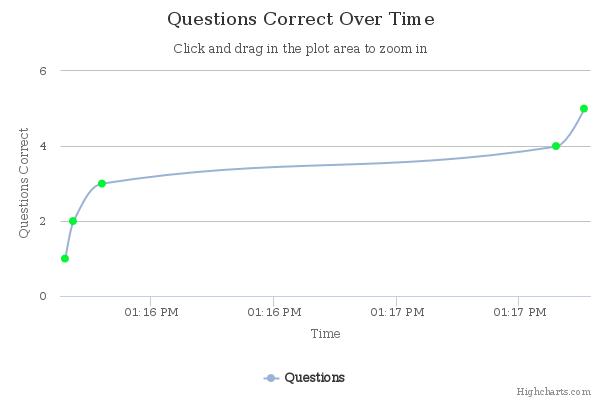 Questions Correct Over Time
Click and drag in the plot area to zoom in
Questions Correct
6
4
2
0
01:16 PM
01:16 PM
01:17 PM
01:17 PM
Time
Questions
Highcharts.com